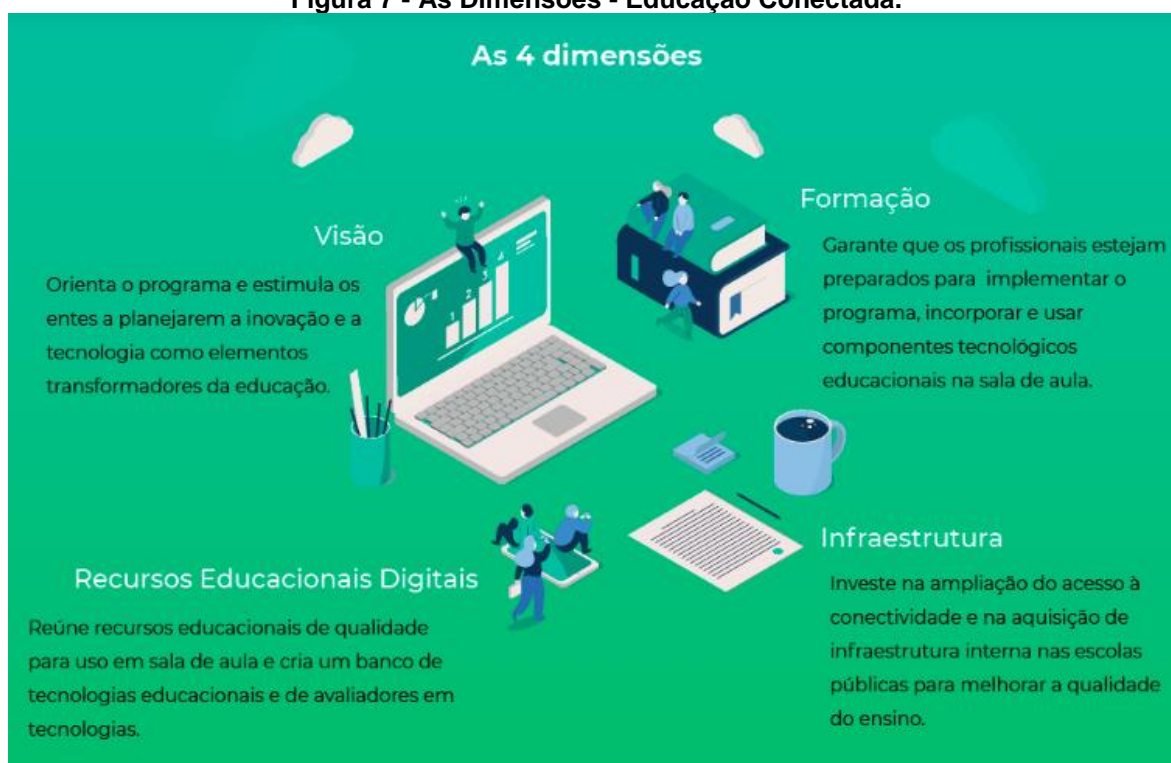 Figura 7 - As Dimensões - Educação Conectada.
As 4 dimensões
Visão
Orienta o programa e estimula os
entes a planejarem a inovação e a
tecnologia como elementos
transformadores da educação.
Formação
Garante que os profissionais estejam
preparados para implementar o
programa, incorporar e usar
componentes tecnológicos
educacionais na sala de aula.
1 2 3 4
Recursos Educacionais Digitais
Reúne recursos educacionais de qualidade
para uso em sala de aula e cria um banco de
tecnologias educacionais e de avaliadores em
tecnologias.
Infraestrutura
Investe na ampliação do acesso à
conectividade e na aquisição de
infraestrutura interna nas escolas
públicas para melhorar a qualidade
do ensino.